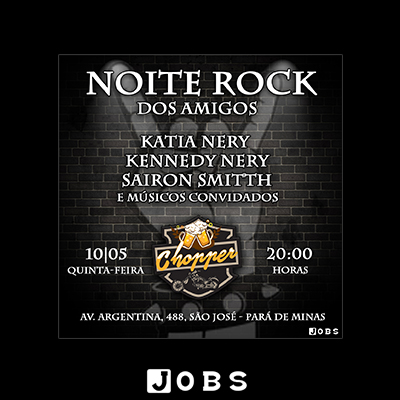 NOITE ROCK
DOS AMIGOS
KATIA NERY
KENNEDY NERY
SAIRON SMITTH
E MÚSICOS CONVIDADOS
10|05
QUINTA-FEIRA
Chopper
20:00
HORAS
AV. ARGENTINA, 488, SÃO JOSÉ - PARÁ DE MINAS
JOBS
JOBS